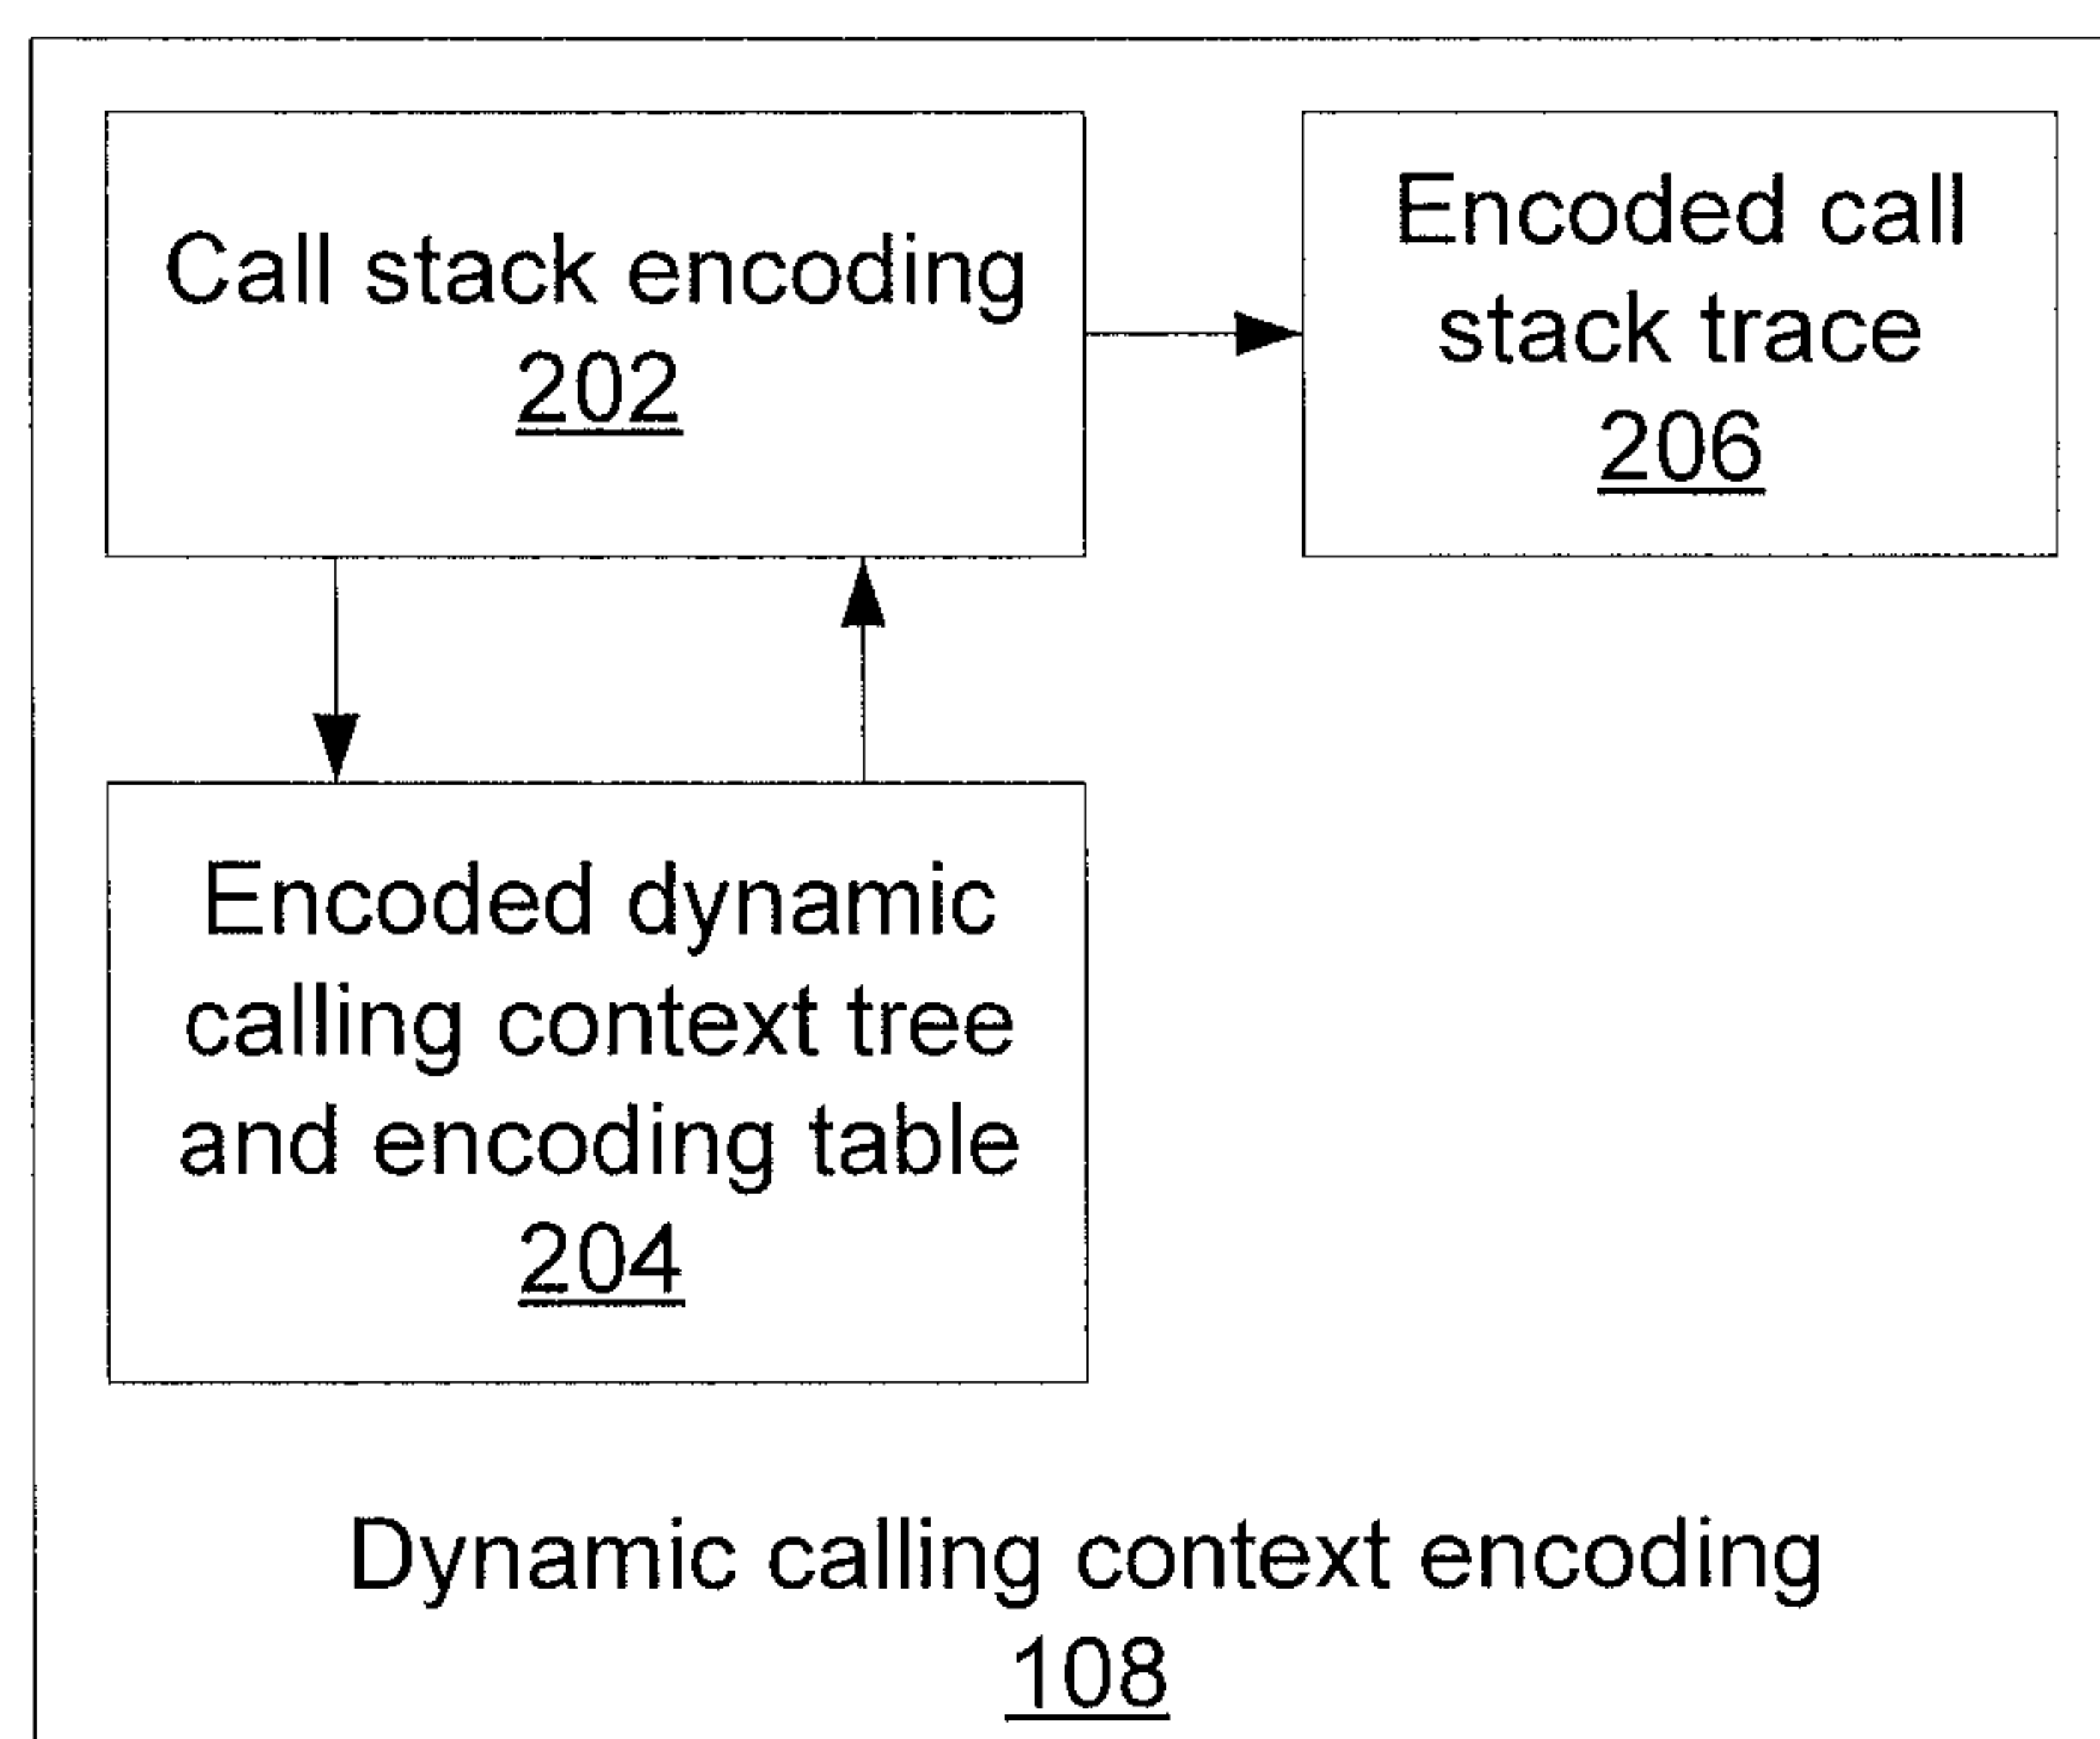 Call stack encoding
202
Encoded call
stack trace
206
Encoded dynamic
calling context tree
and encoding table
204
Dynamic calling context encoding
108